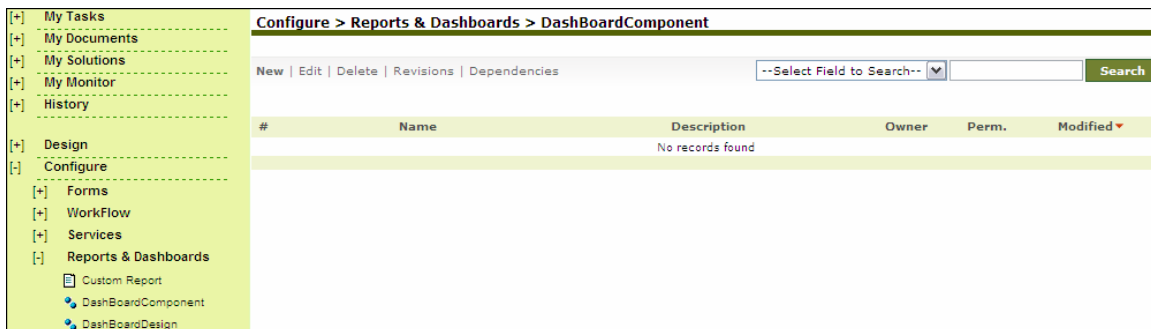 [+] My Tasks
[+] My Documents
[+] My Solutions
[+] My Monitor
[+] History
[+] Design
[-] Configure
[+] Forms
[+] WorkFlow
[+] Services
[-] Reports & Dashboards
Custom Report
DashBoardComponent
DashBoardDesign
Configure > Reports & Dashboards > DashBoardComponent
New | Edit | Delete | Revisions | Dependencies --Select Field to Search-- Search
# Name Description Owner Perm. Modified
No records found